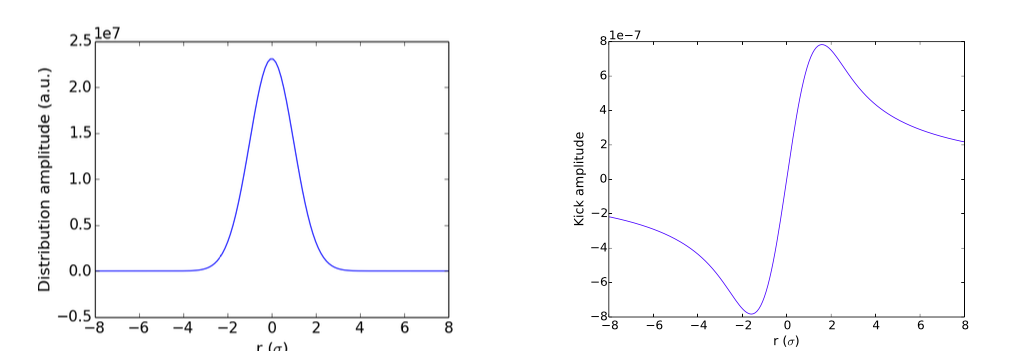 1e7
2.5
2.0
1.5
1.0
0.5
0.0
−0.5
Distribution amplitude (a.u.)
−8 −6 −4 −2 0 2 4 6 8
r (σ)
1e−7
8
6
4
2
0
−2
−4
−6
−8
Kick amplitude
−8 −6 −4 −2 0 2 4 6 8
r (σ)